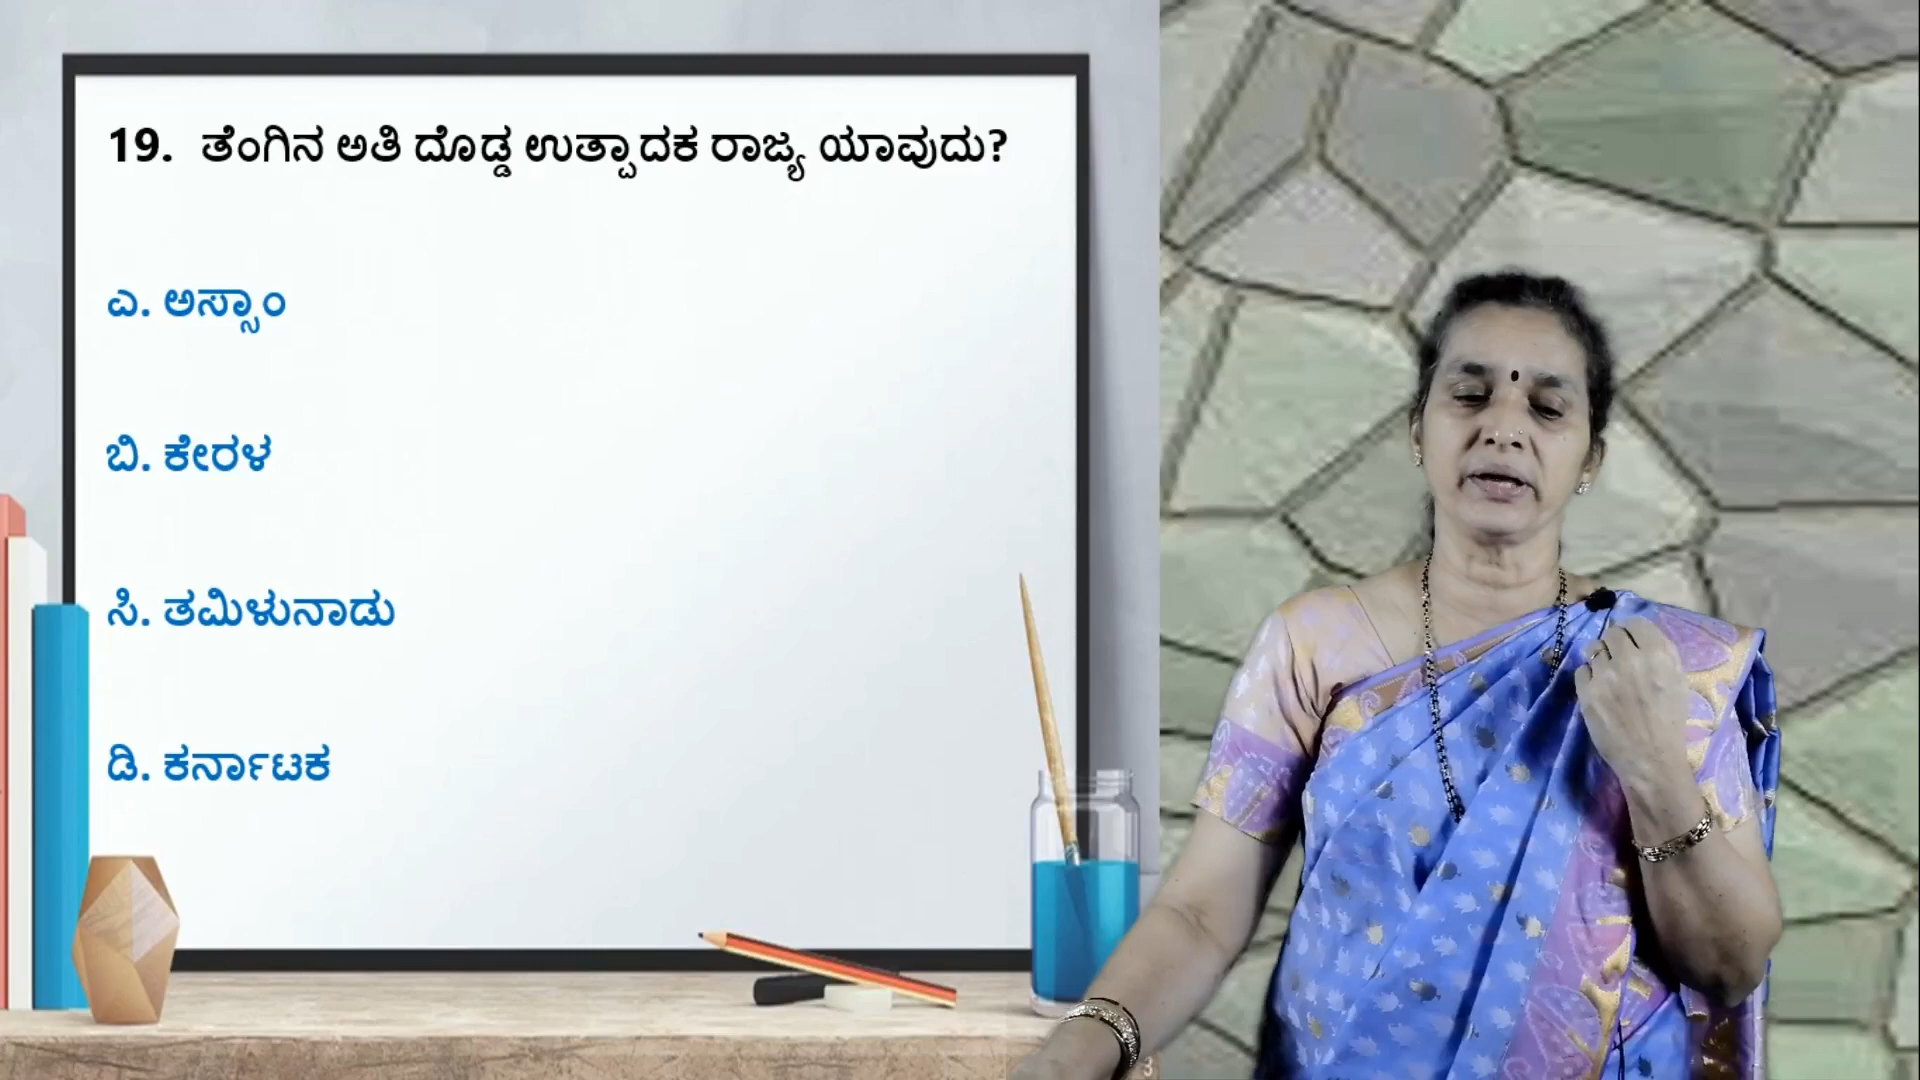 19. ತೆಂಗಿನ ಅತಿ ದೊಡ್ಡ ಉತ್ಪಾದಕ ರಾಜ್ಯ ಯಾವುದು?
ಎ. ಅಸ್ಸಾಂ
ಬಿ. ಕೇರಳ
ಸಿ. ತಮಿಳುನಾಡು
ಡಿ. ಕರ್ನಾಟಕ